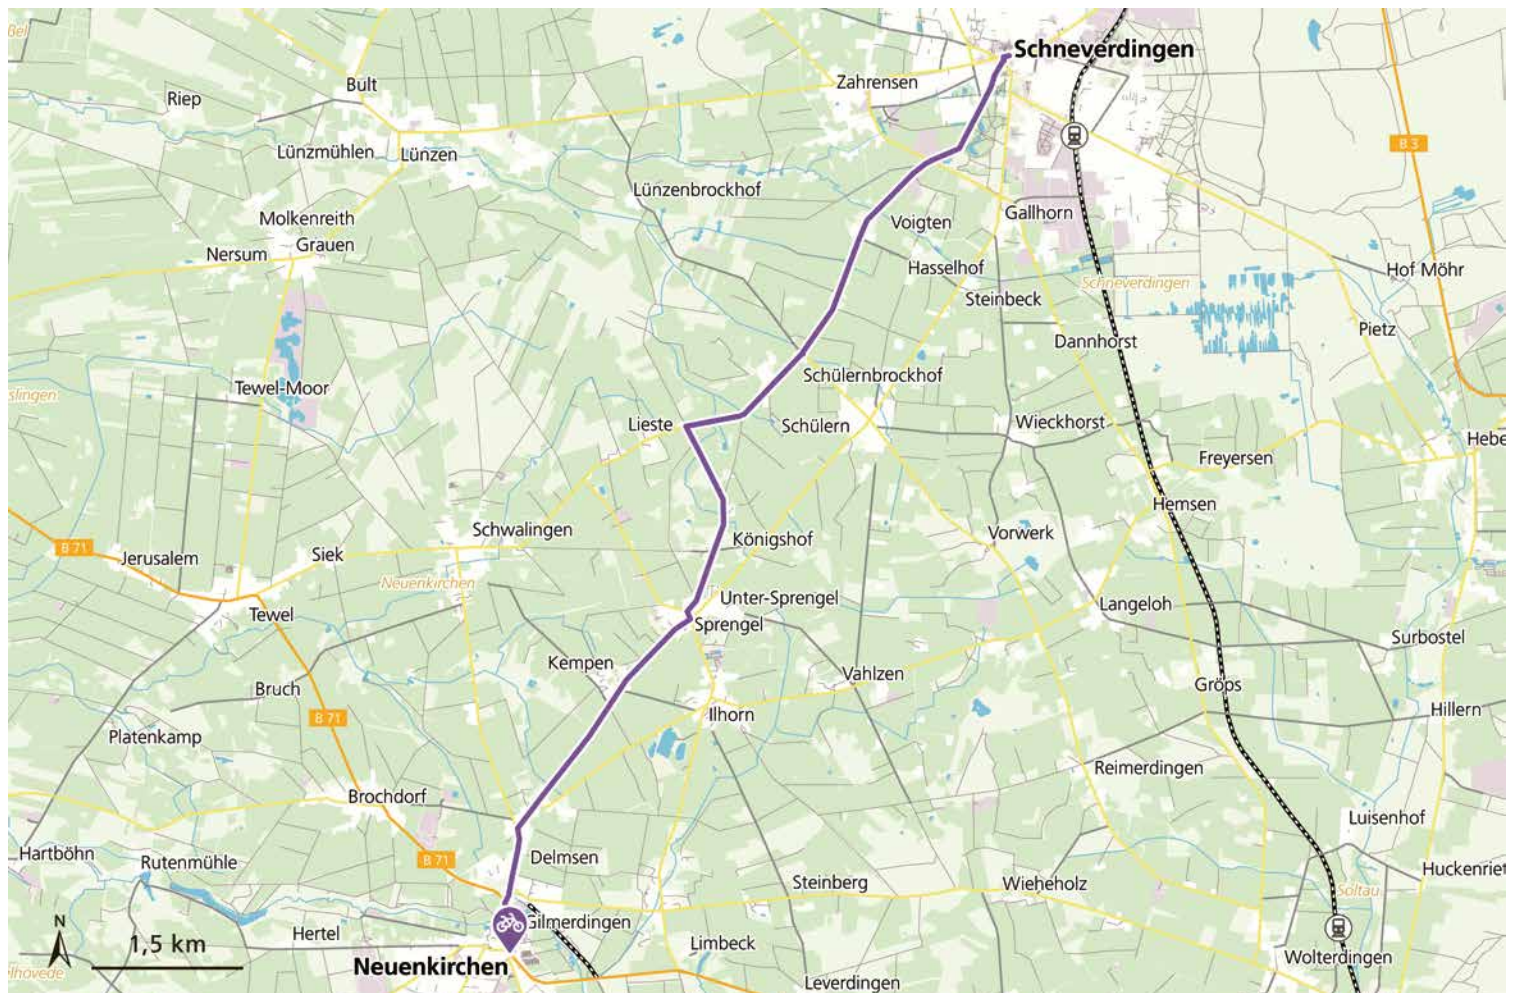 ßel
Schneverdingen
Bult
Zahrensen
Riep
B 3
Lünzmühlen
Lünzen
Lünzenbrockhof
Molkenreith
Voigten
Gallhorn
Grauen
Nersum
Hasselhof
Hof Möhr
Schneverdingen
Steinbeck
Pietz
Dannhorst
Schülernbrockhof
Tewel-Moor
slingen
Lieste
Schülern
Wieckhorst
Hebe
Freyersen
Hemsen
Schwalingen
Vorwerk
Königshof
B 71
Jerusalem
Siek
Neuenkirchen
Unter-Sprengel
Langeloh
Tewel
Sprengel
Surbostel
Kempen
Vahlzen
Bruch
Gröps
B 71
Ilhorn
Hillern
Platenkamp
Reimerdingen
Brochdorf
Luisenhof
Hartböhn
Rutenmühle
B 71
Delmsen
Huckenriet
Steinberg
Wieheholz
Soltau
N
1,5 km
Hertel
Gilmerdingen
Limbeck
Wolterdingen
Neuenkirchen
elhövede
Leverdingen